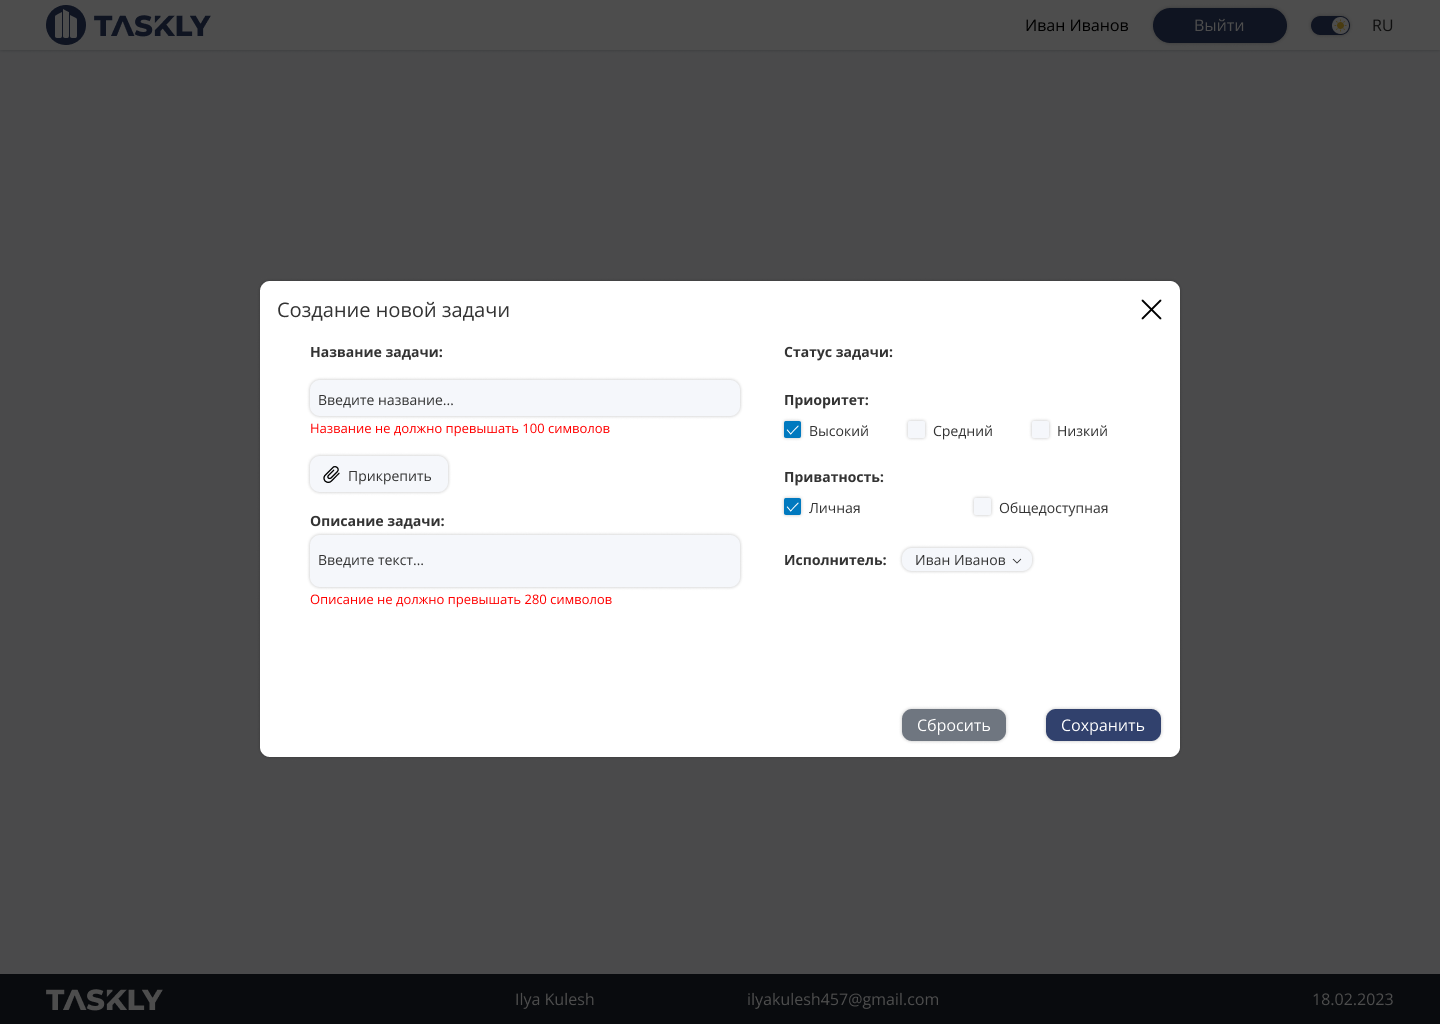 TASKLY
Иван Иванов
Выйти
RU
Создание новой задачи
Название задачи:
Введите название...
Название не должно превышать 100 символов
Прикрепить
Описание задачи:
Введите текст...
Описание не должно превышать 280 символов
Статус задачи:
Приоритет:
Высокий Средний Низкий
Приватность:
Личная Общедоступная
Исполнитель: Иван Иванов
Сбросить Сохранить
TASKLY
Ilya Kulesh
ilyakulesh457@gmail.com
18.02.2023